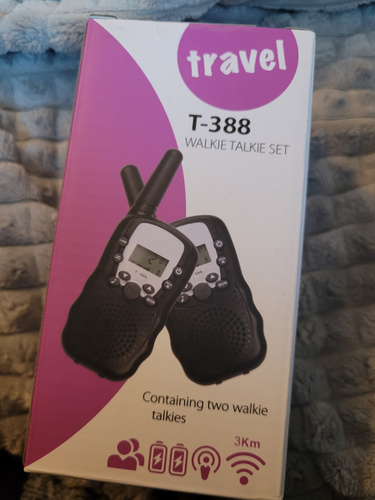 travel
T-388
WALKIE TALKIE SET
Containing two walkie
talkies
3Km